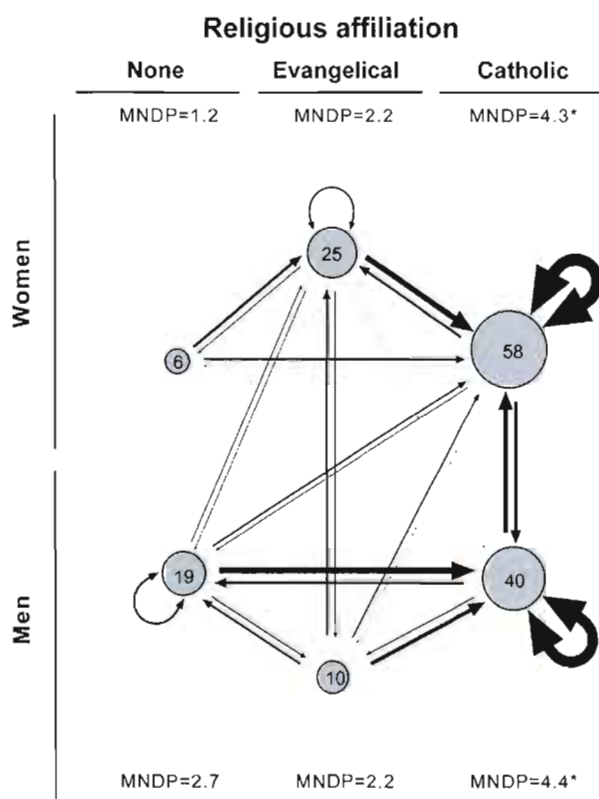 Religious affiliation
None Evangelical Catholic
MNDP=1.2 MNDP=2.2 MNDP=4.3*
Women
25
58
6
Men
19
40
10
MNDP=2.7 MNDP=2.2 MNDP=4.4*